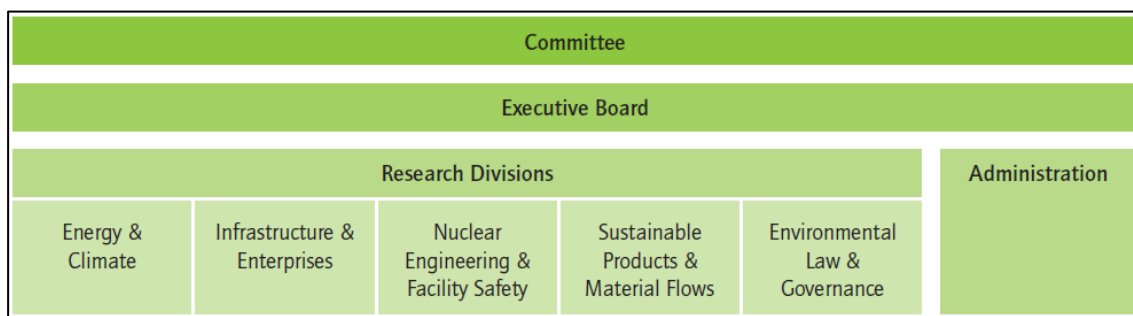 Committee
Executive Board
Research Divisions
Administration
Energy &
Climate
Infrastructure &
Enterprises
Nuclear
Engineering &
Facility Safety
Sustainable
Products &
Material Flows
Environmental
Law &
Governance